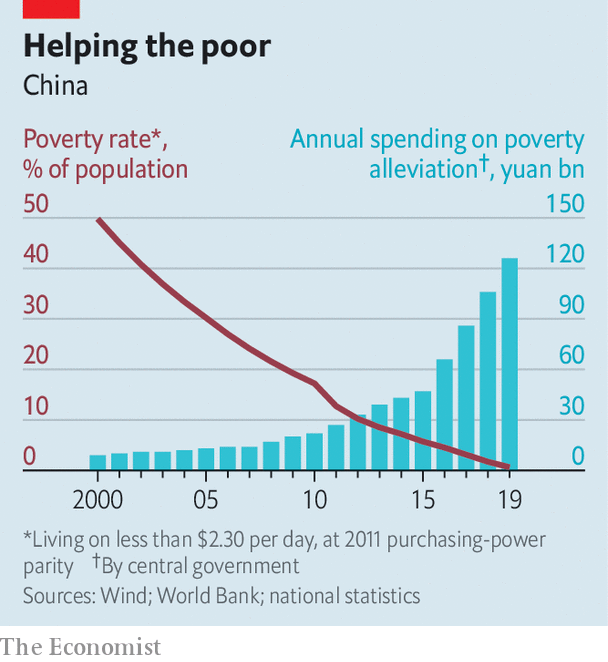 Helping the poor
China
Poverty rate*,
% of population
Annual spending on poverty
alleviation†, yuan bn
50 150
40 120
30 90
20 60
10 30
0 0
2000 05 10 15 19
*Living on less than $2.30 per day, at 2011 purchasing-power
parity †By central government
Sources: Wind; World Bank; national statistics
The Economist